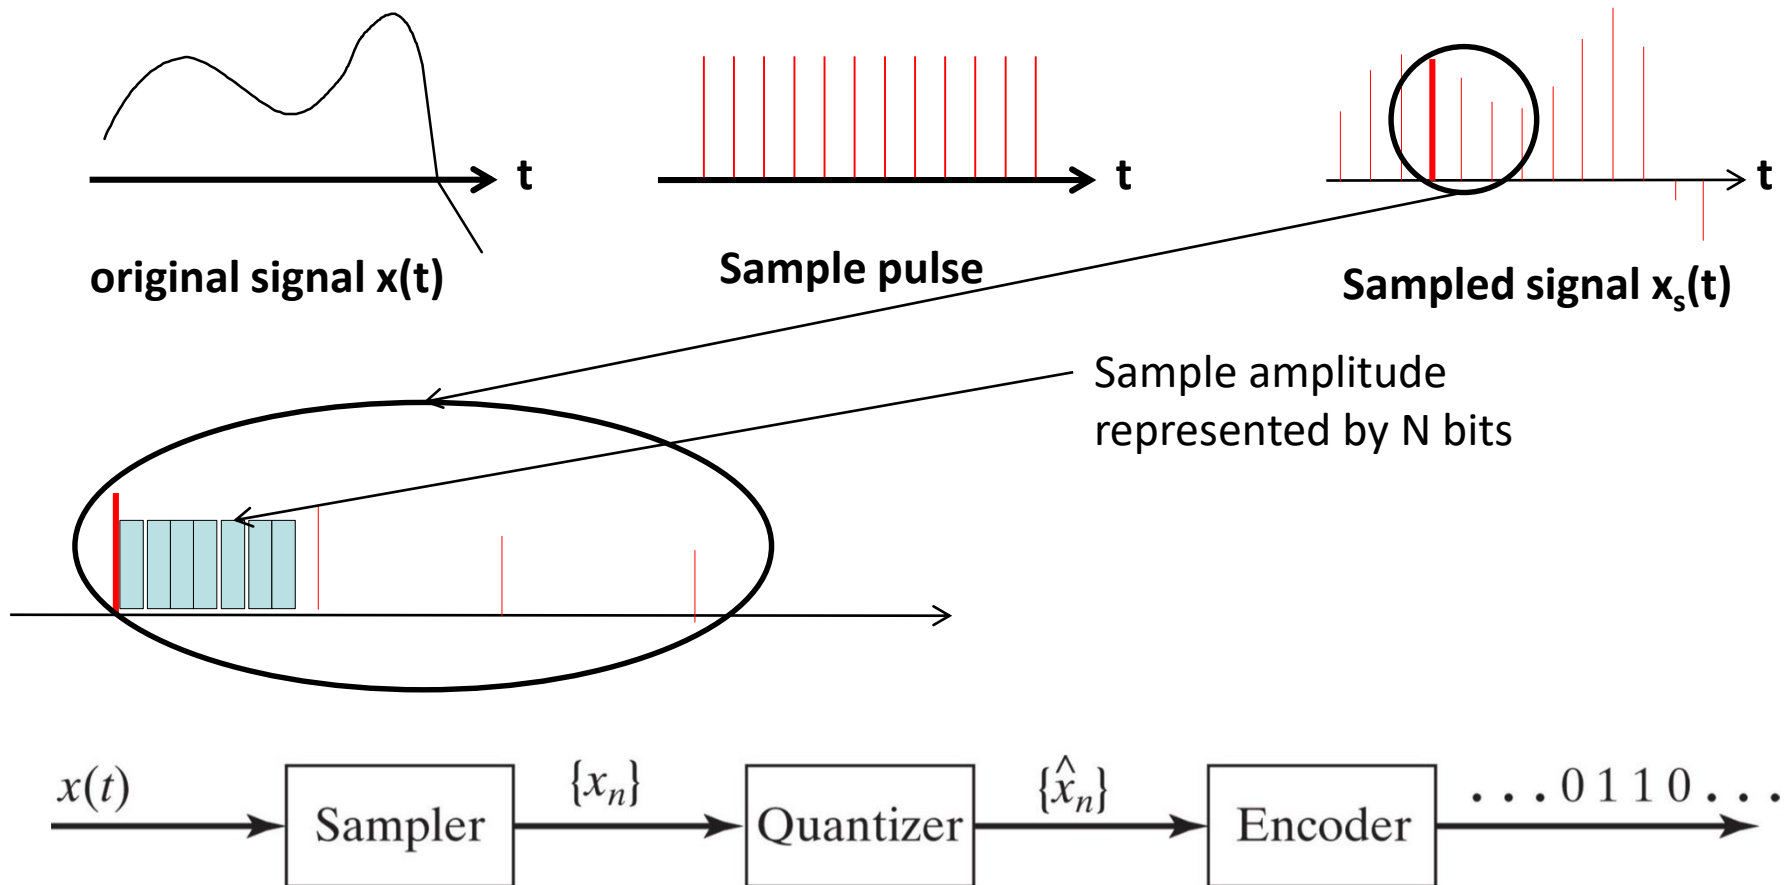 t
t
t
original signal x(t)
Sample pulse
Sampled signal xₛ(t)
Sample amplitude
represented by N bits
x(t)
Sampler
{xₙ}
Quantizer
{x̂ₙ}
Encoder
...0110...